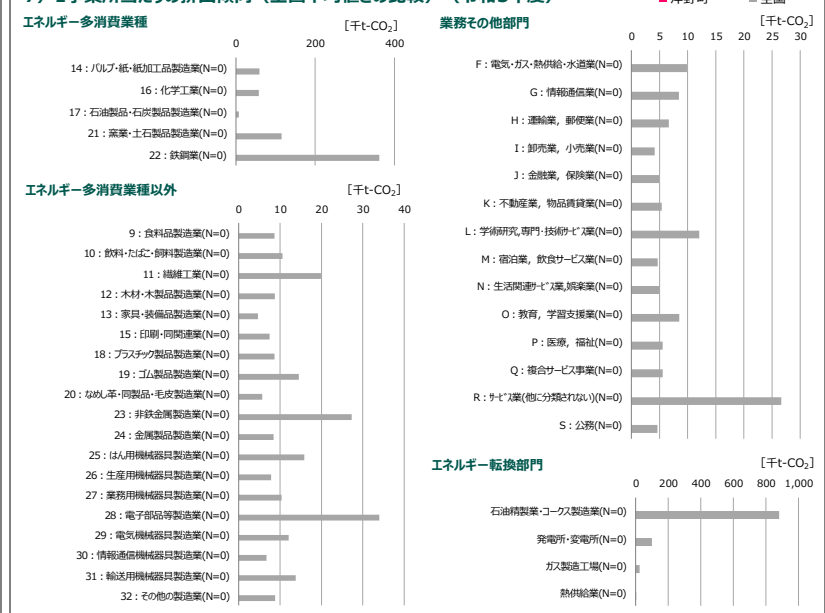 エネルギー多消費業種
[千t-CO₂]
0 200 400
14：パルプ・紙・紙加工品製造業(N=0)
16：化学工業(N=0)
17：石油製品・石炭製品製造業(N=0)
21：窯業・土石製品製造業(N=0)
22：鉄鋼業(N=0)
エネルギー多消費業種以外
[千t-CO₂]
0 10 20 30 40
9：食料品製造業(N=0)
10：飲料・たばこ・飼料製造業(N=0)
11：繊維工業(N=0)
12：木材・木製品製造業(N=0)
13：家具・装備品製造業(N=0)
15：印刷・同関連業(N=0)
18：プラスチック製品製造業(N=0)
19：ゴム製品製造業(N=0)
20：なめし革・同製品・毛皮製造業(N=0)
23：非鉄金属製造業(N=0)
24：金属製品製造業(N=0)
25：はん用機械器具製造業(N=0)
26：生産用機械器具製造業(N=0)
27：業務用機械器具製造業(N=0)
28：電子部品等製造業(N=0)
29：電気機械器具製造業(N=0)
30：情報通信機械器具製造業(N=0)
31：輸送用機械器具製造業(N=0)
32：その他の製造業(N=0)
業務その他部門
[千t-CO₂]
0 5 10 15 20 25 30
F：電気・ガス・熱供給・水道業(N=0)
G：情報通信業(N=0)
H：運輸業，郵便業(N=0)
I：卸売業，小売業(N=0)
J：金融業，保険業(N=0)
K：不動産業，物品賃貸業(N=0)
L：学術研究,専門・技術ｻｰﾋﾞｽ業(N=0)
M：宿泊業，飲食サービス業(N=0)
N：生活関連ｻｰﾋﾞｽ業,娯楽業(N=0)
O：教育，学習支援業(N=0)
P：医療，福祉(N=0)
Q：複合サービス事業(N=0)
R：ｻｰﾋﾞｽ業(他に分類されない)(N=0)
S：公務(N=0)
エネルギー転換部門
[千t-CO₂]
0 200 400 600 800 1,000
石油精製業・コークス製造業(N=0)
発電所・変電所(N=0)
ガス製造工場(N=0)
熱供給業(N=0)